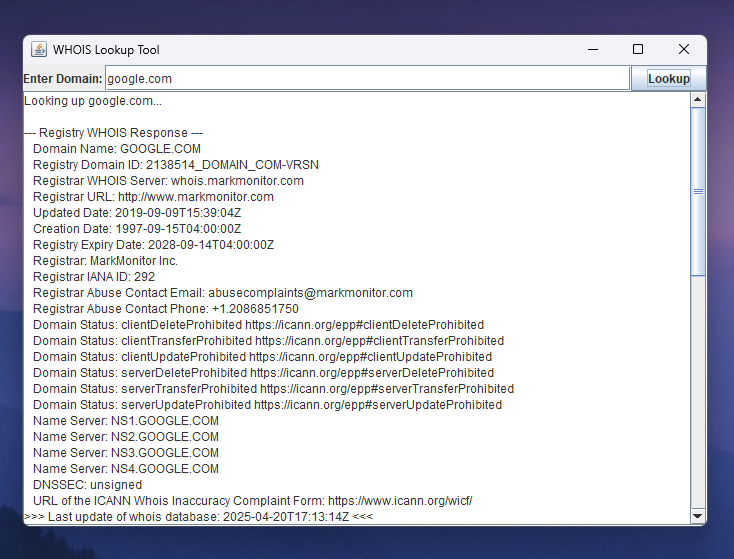 WHOIS Lookup Tool
Enter Domain: google.com Lookup
Looking up google.com...
--- Registry WHOIS Response ---
Domain Name: GOOGLE.COM
Registry Domain ID: 2138514_DOMAIN_COM-VRSN
Registrar WHOIS Server: whois.markmonitor.com
Registrar URL: http://www.markmonitor.com
Updated Date: 2019-09-09T15:39:04Z
Creation Date: 1997-09-15T04:00:00Z
Registry Expiry Date: 2028-09-14T04:00:00Z
Registrar: MarkMonitor Inc.
Registrar IANA ID: 292
Registrar Abuse Contact Email: abusecomplaints@markmonitor.com
Registrar Abuse Contact Phone: +1.2086851750
Domain Status: clientDeleteProhibited https://icann.org/epp#clientDeleteProhibited
Domain Status: clientTransferProhibited https://icann.org/epp#clientTransferProhibited
Domain Status: clientUpdateProhibited https://icann.org/epp#clientUpdateProhibited
Domain Status: serverDeleteProhibited https://icann.org/epp#serverDeleteProhibited
Domain Status: serverTransferProhibited https://icann.org/epp#serverTransferProhibited
Domain Status: serverUpdateProhibited https://icann.org/epp#serverUpdateProhibited
Name Server: NS1.GOOGLE.COM
Name Server: NS2.GOOGLE.COM
Name Server: NS3.GOOGLE.COM
Name Server: NS4.GOOGLE.COM
DNSSEC: unsigned
URL of the ICANN Whois Inaccuracy Complaint Form: https://www.icann.org/wicf/
>>> Last update of whois database: 2025-04-20T17:13:14Z <<<